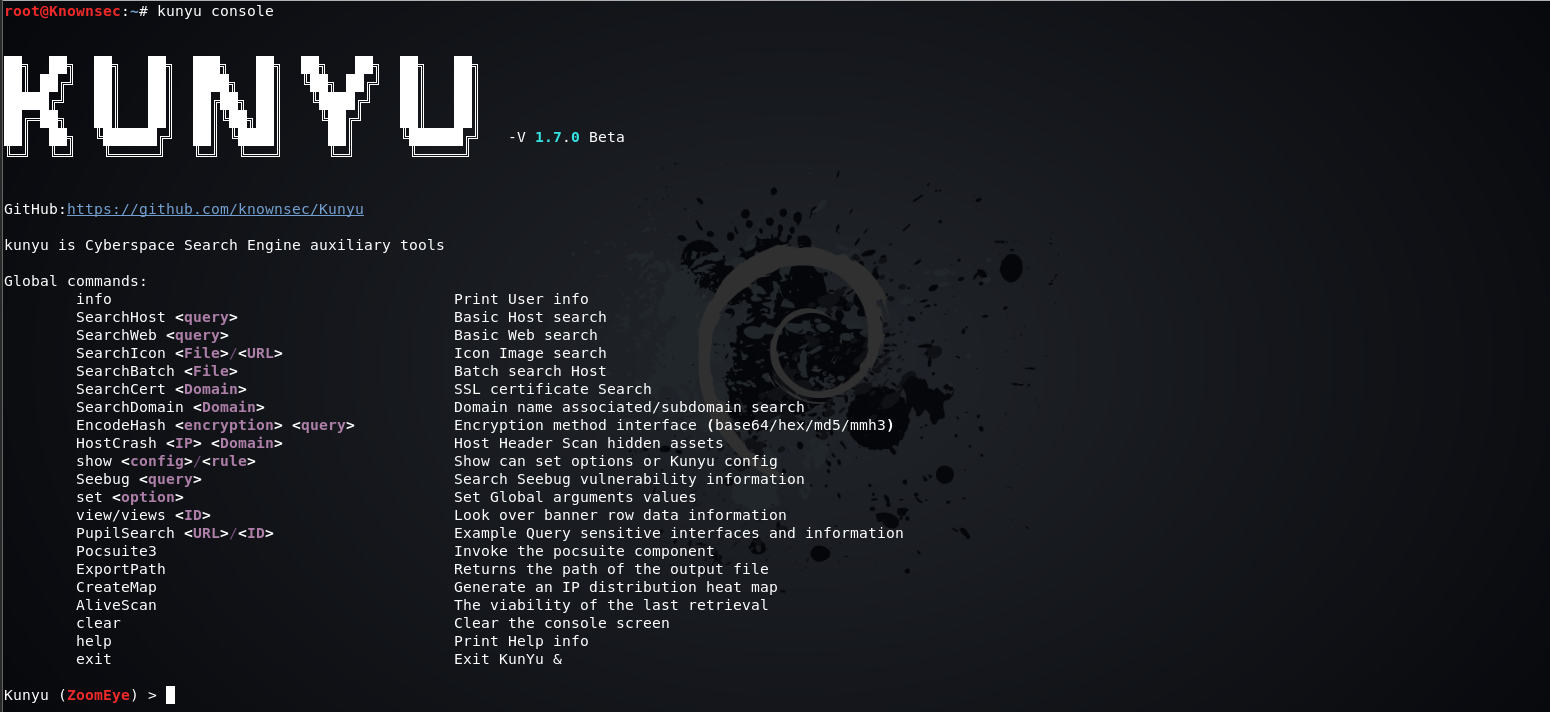 root@Knownsec:~# kunyu console
KUNYU
-V 1.7.0 Beta
GitHub:https://github.com/knownsec/Kunyu
kunyu is Cyberspace Search Engine auxiliary tools
Global commands:
info Print User info
SearchHost <query> Basic Host search
SearchWeb <query> Basic Web search
SearchIcon <File>/<URL> Icon Image search
SearchBatch <File> Batch search Host
SearchCert <Domain> SSL certificate Search
SearchDomain <Domain> Domain name associated/subdomain search
EncodeHash <encryption> <query> Encryption method interface (base64/hex/md5/mmh3)
HostCrash <IP> <Domain> Host Header Scan hidden assets
show <config>/<rule> Show can set options or Kunyu config
Seebug <query> Search Seebug vulnerability information
set <option> Set Global arguments values
view/views <ID> Look over banner row data information
PupilSearch <URL>/<ID> Example Query sensitive interfaces and information
Pocsuite3 Invoke the pocsuite component
ExportPath Returns the path of the output file
CreateMap Generate an IP distribution heat map
AliveScan The viability of the last retrieval
clear Clear the console screen
help Print Help info
exit Exit KunYu &
Kunyu (ZoomEye) >